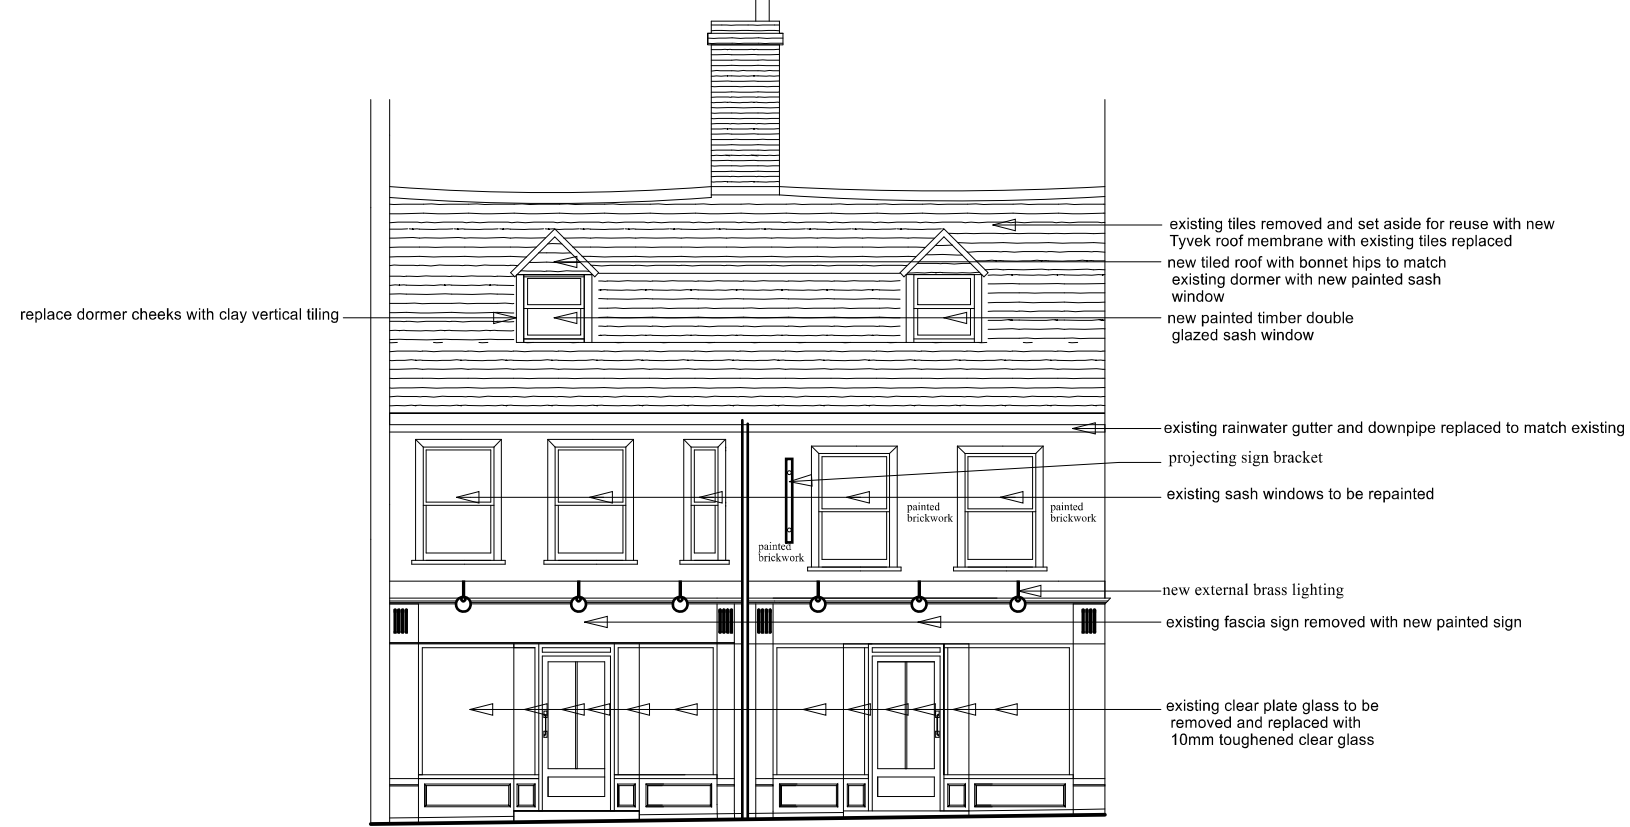 existing tiles removed and set aside for reuse with new
Tyvek roof membrane with existing tiles replaced
new tiled roof with bonnet hips to match
existing dormer with new painted sash
window
replace dormer cheeks with clay vertical tiling
new painted timber double
glazed sash window
existing rainwater gutter and downpipe replaced to match existing
projecting sign bracket
existing sash windows to be repainted
painted
brickwork
painted
brickwork
painted
brickwork
new external brass lighting
existing fascia sign removed with new painted sign
existing clear plate glass to be
removed and replaced with
10mm toughened clear glass